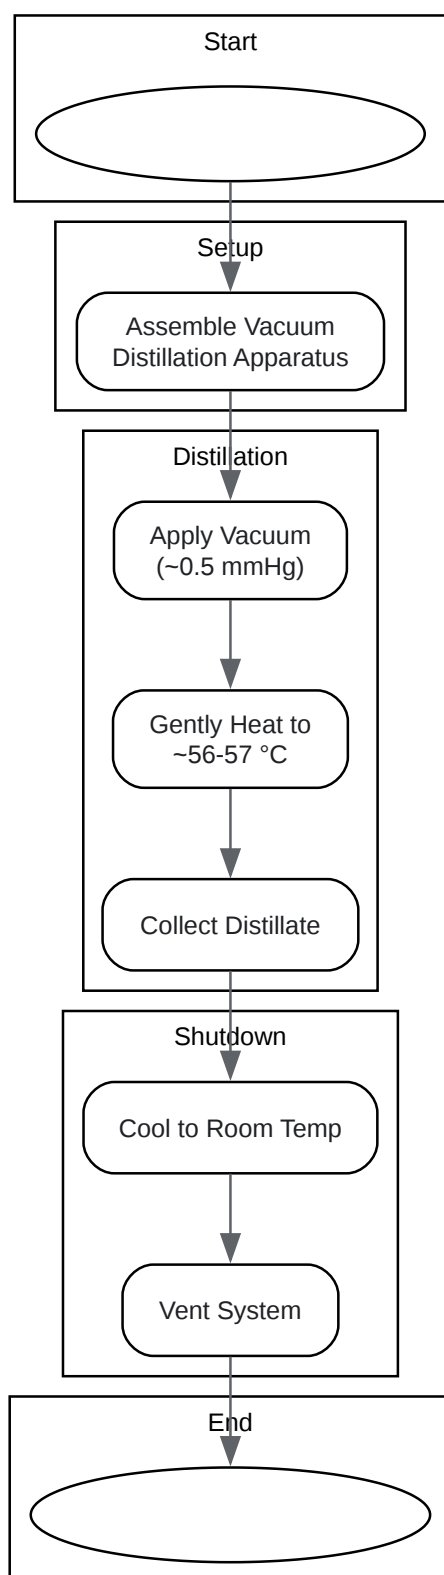 Start
Setup
Assemble Vacuum
Distillation Apparatus
Distillation
Apply Vacuum
(~0.5 mmHg)
Gently Heat to
~56-57 °C
Collect Distillate
Shutdown
Cool to Room Temp
Vent System
End